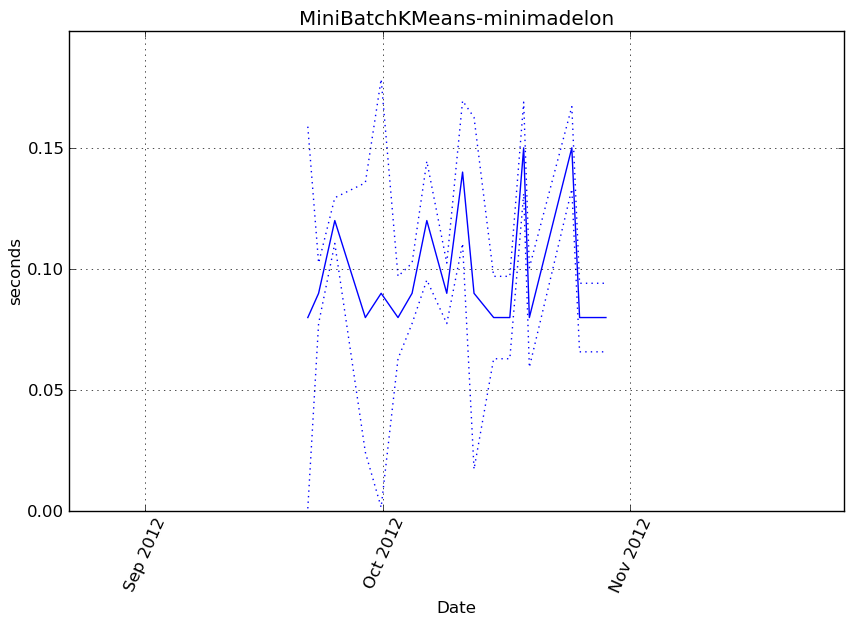 MiniBatchKMeans-minimadelon
0.15
0.10
0.05
0.00
seconds
Sep 2012
Oct 2012
Nov 2012
Date